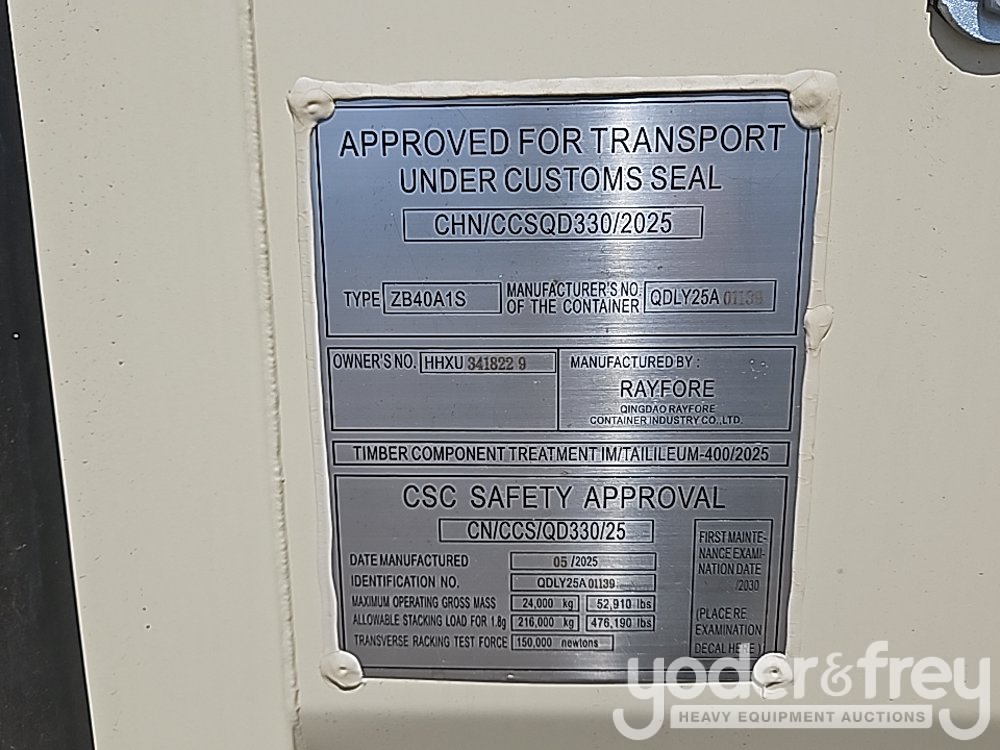 APPROVED FOR TRANSPORT
UNDER CUSTOMS SEAL
CHN/CCSQD330/2025
TYPE ZB40A1S MANUFACTURER'S NO.
OF THE CONTAINER QDLY25A 01139
OWNER'S NO. HHXU 341822 9
MANUFACTURED BY :
RAYFORE
QINGDAO RAYFORE
CONTAINER INDUSTRY CO.,LTD.
TIMBER COMPONENT TREATMENT IM/TAILILEUM-400/2025
CSC SAFETY APPROVAL
CN/CCS/QD330/25
DATE MANUFACTURED 05 /2025
IDENTIFICATION NO. QDLY25A 01139
MAXIMUM OPERATING GROSS MASS 24,000 kg 52,910 lbs
ALLOWABLE STACKING LOAD FOR 1.8g 216,000 kg 476,190 lbs
TRANSVERSE RACKING TEST FORCE 150,000 newtons
FIRST MAINTE-
NANCE EXAMI-
NATION DATE
/2030
(PLACE RE
EXAMINATION
DECAL HERE )
yoder&frey
HEAVY EQUIPMENT AUCTIONS